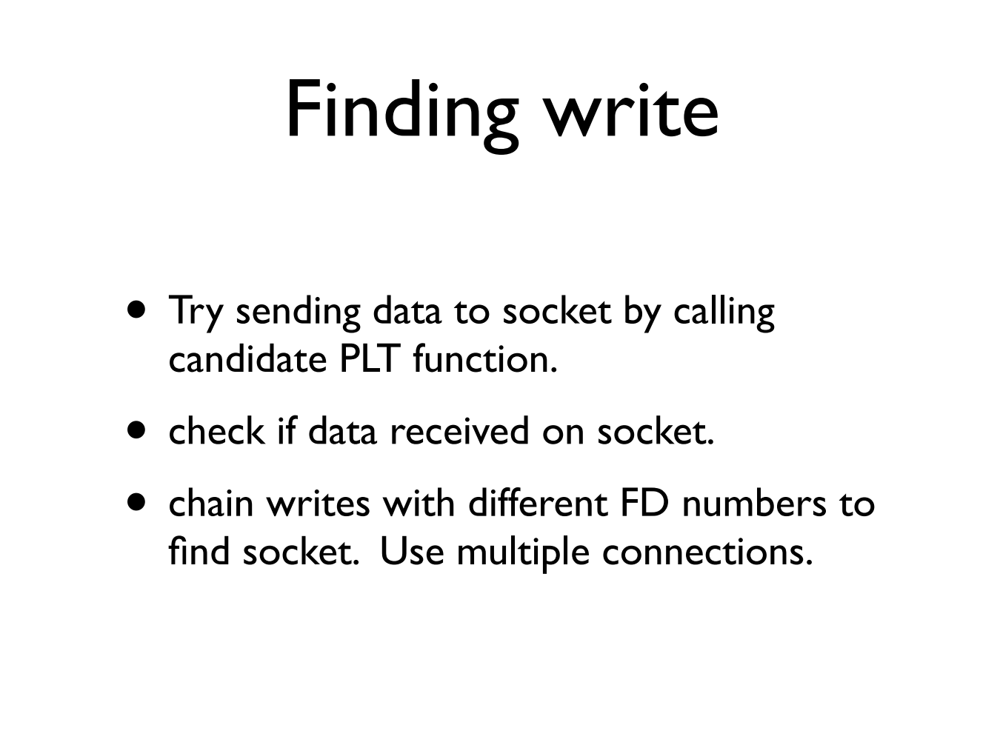 Finding write
• Try sending data to socket by calling
candidate PLT function.
• check if data received on socket.
• chain writes with different FD numbers to
find socket.  Use multiple connections.